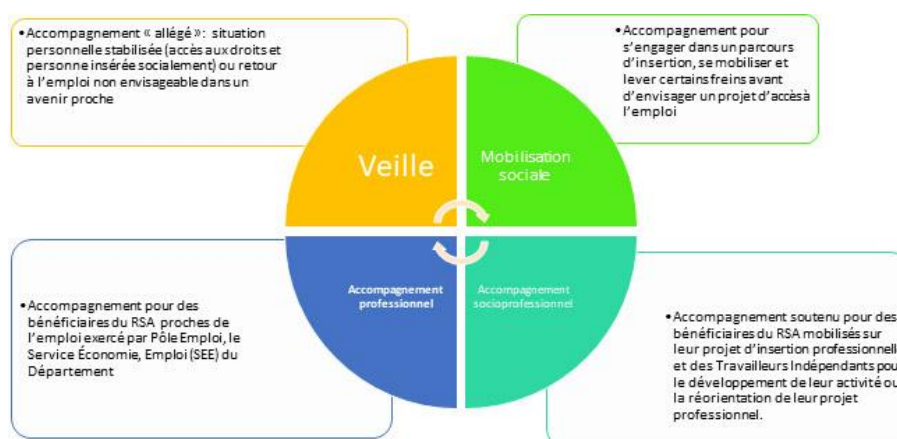 •Accompagnement « allégé » : situation
personnelle stabilisée (accès aux droits et
personne insérée socialement) ou retour
à l'emploi non envisageable dans un
avenir proche
•Accompagnement pour
s'engager dans un parcours
d'insertion, se mobiliser et
lever certains freins avant
d'envisager un projet d'accès à
l'emploi
Veille
Mobilisation
sociale
Accompagnement
professionnel
Accompagnement
socioprofessionnel
•Accompagnement pour des
bénéficiaires du RSA proches de
l'emploi exercé par Pôle Emploi, le
Service Économie, Emploi (SEE) du
Département
•Accompagnement soutenu pour des
bénéficiaires du RSA mobilisés sur
leur projet d'insertion professionnelle
et des Travailleurs Indépendants pour
le développement de leur activité ou
la réorientation de leur projet
professionnel.